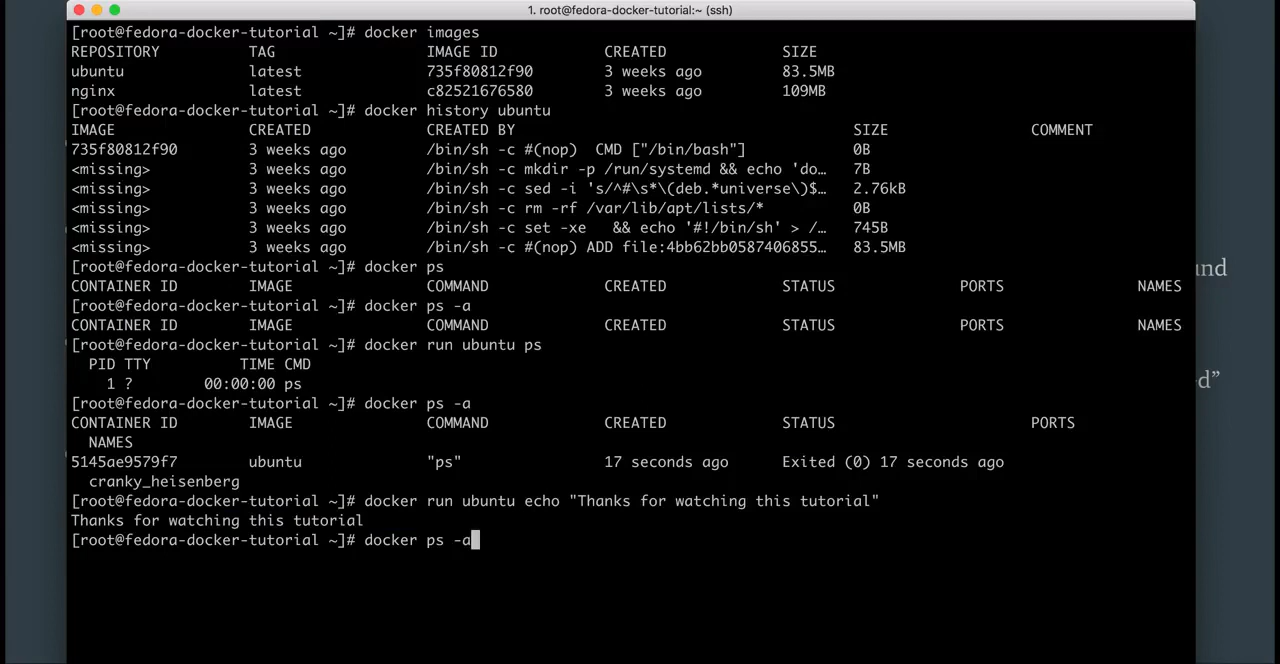 1. root@fedora-docker-tutorial:~ (ssh)
[root@fedora-docker-tutorial ~]# docker images
REPOSITORY TAG IMAGE ID CREATED SIZE
ubuntu latest 735f80812f90 3 weeks ago 83.5MB
nginx latest c82521676580 3 weeks ago 109MB
[root@fedora-docker-tutorial ~]# docker history ubuntu
IMAGE CREATED CREATED BY SIZE COMMENT
735f80812f90 3 weeks ago /bin/sh -c #(nop)  CMD ["/bin/bash"] 0B
<missing> 3 weeks ago /bin/sh -c mkdir -p /run/systemd && echo 'do… 7B
<missing> 3 weeks ago /bin/sh -c sed -i 's/^#\s*\(deb.*universe\)$… 2.76kB
<missing> 3 weeks ago /bin/sh -c rm -rf /var/lib/apt/lists/* 0B
<missing> 3 weeks ago /bin/sh -c set -xe   && echo '#!/bin/sh' > /… 745B
<missing> 3 weeks ago /bin/sh -c #(nop) ADD file:4bb62bb0587406855… 83.5MB
[root@fedora-docker-tutorial ~]# docker ps
CONTAINER ID IMAGE COMMAND CREATED STATUS PORTS NAMES
[root@fedora-docker-tutorial ~]# docker ps -a
CONTAINER ID IMAGE COMMAND CREATED STATUS PORTS NAMES
[root@fedora-docker-tutorial ~]# docker run ubuntu ps
PID TTY TIME CMD
1 ? 00:00:00 ps
[root@fedora-docker-tutorial ~]# docker ps -a
CONTAINER ID IMAGE COMMAND CREATED STATUS PORTS
NAMES
5145ae9579f7 ubuntu "ps" 17 seconds ago Exited (0) 17 seconds ago
cranky_heisenberg
[root@fedora-docker-tutorial ~]# docker run ubuntu echo "Thanks for watching this tutorial"
Thanks for watching this tutorial
[root@fedora-docker-tutorial ~]# docker ps -a